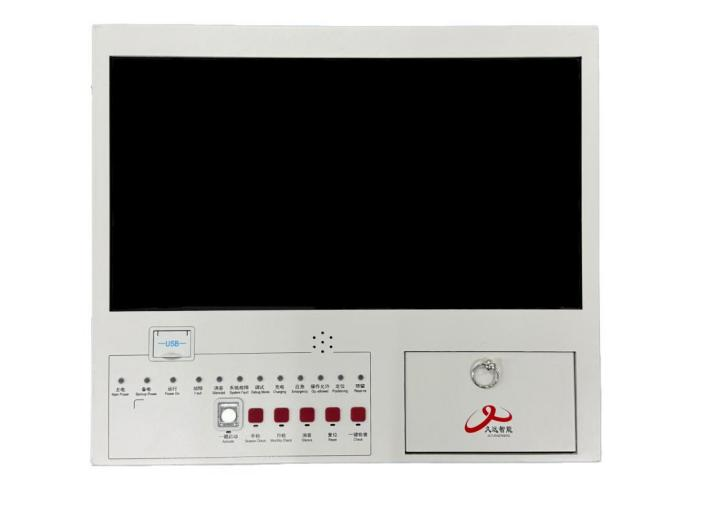 USB
主电 备电 运行 故障 消音 系统故障 调试 充电 应急 操作允许 定位 预留
Main Power Backup Power Power On Fault Silenced System Fault Debug Mode Charging Emergency Op-allowed Positioning Reserve
一键启动 年检 月检 消音 复位 一键检查
Activate Season Check Monthly Check Silence Reset Check
久远智能